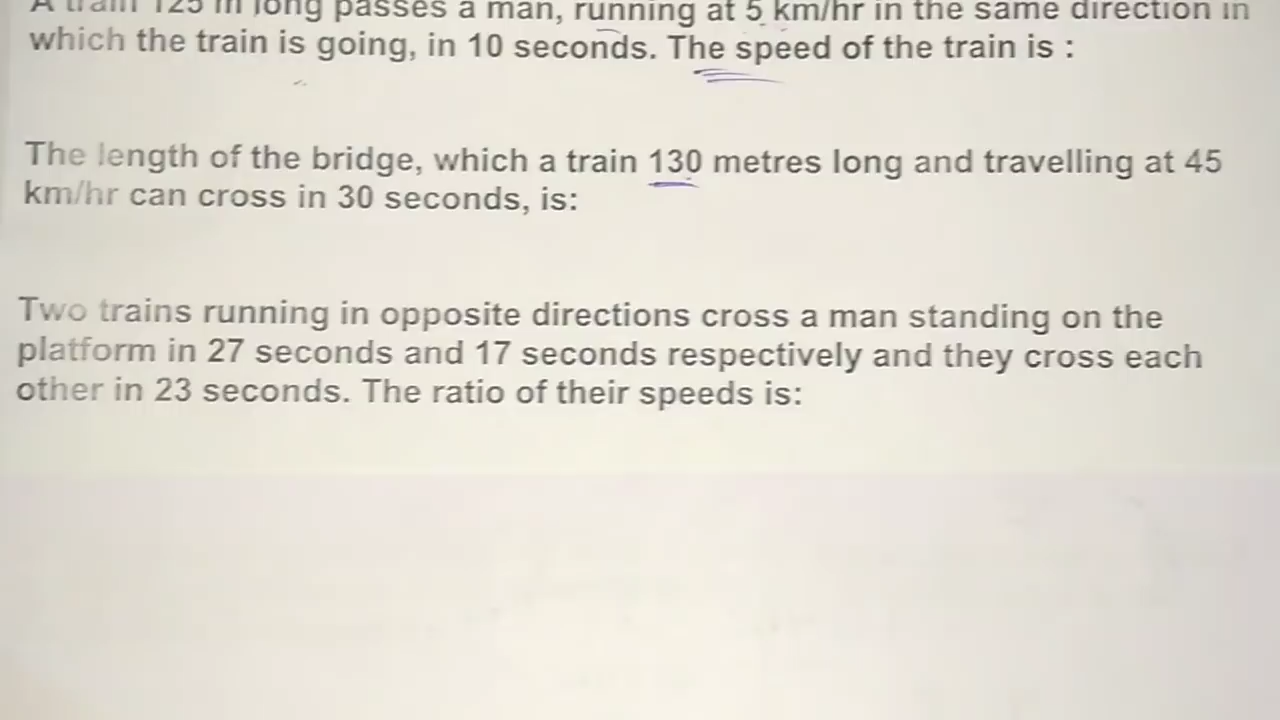 A train 125 m long passes a man, running at 5 km/hr in the same direction in
which the train is going, in 10 seconds. The speed of the train is :
The length of the bridge, which a train 130 metres long and travelling at 45
km/hr can cross in 30 seconds, is:
Two trains running in opposite directions cross a man standing on the
platform in 27 seconds and 17 seconds respectively and they cross each
other in 23 seconds. The ratio of their speeds is: